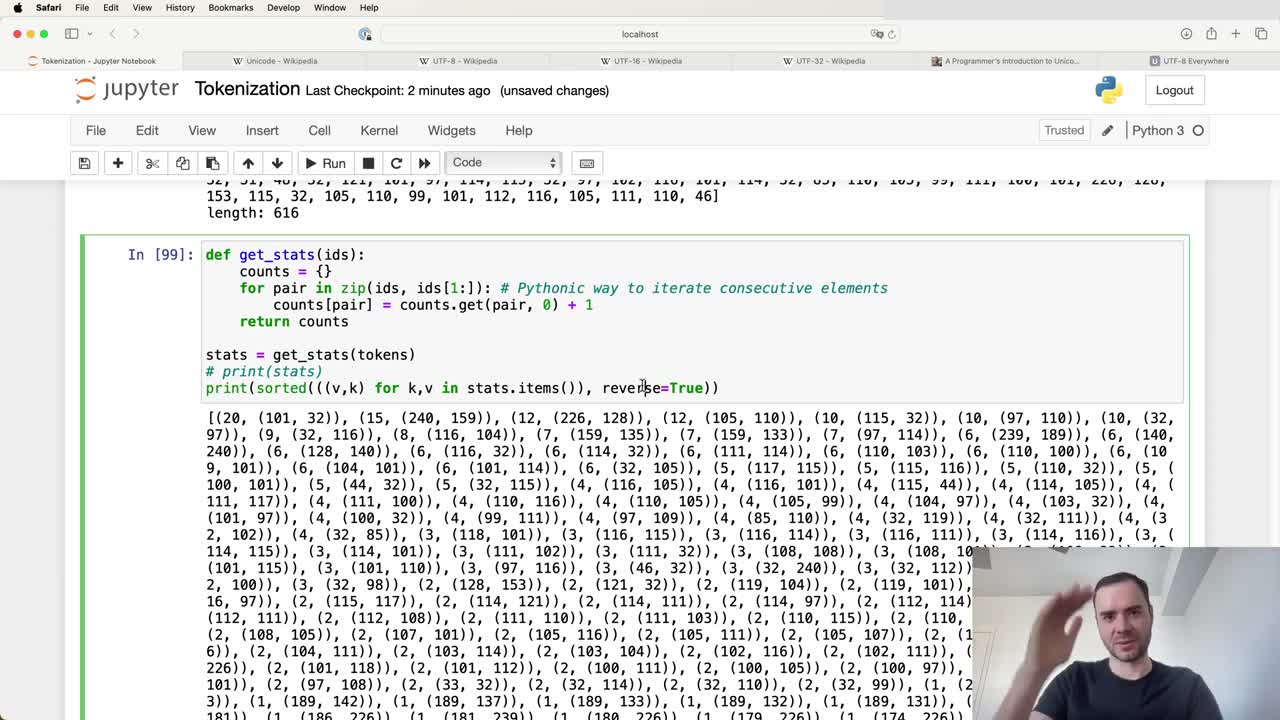 Safari File Edit View History Bookmarks Develop Window Help
localhost
Tokenization - Jupyter Notebook
Unicode - Wikipedia
UTF-8 - Wikipedia
UTF-16 - Wikipedia
UTF-32 - Wikipedia
A Programmer's Introduction to Unico...
UTF-8 Everywhere
jupyter Tokenization Last Checkpoint: 2 minutes ago (unsaved changes)
Logout
File Edit View Insert Cell Kernel Widgets Help
Trusted
Python 3
Run
Code
153, 115, 32, 105, 110, 99, 101, 112, 116, 105, 111, 110, 46]
length: 616
In [99]: def get_stats(ids):
counts = {}
for pair in zip(ids, ids[1:]): # Pythonic way to iterate consecutive elements
counts[pair] = counts.get(pair, 0) + 1
return counts
stats = get_stats(tokens)
# print(stats)
print(sorted(((v,k) for k,v in stats.items()), reverse=True))
[(20, (101, 32)), (15, (240, 159)), (12, (226, 128)), (12, (105, 110)), (10, (115, 32)), (10, (97, 110)), (10, (32,
97)), (9, (32, 116)), (8, (116, 104)), (7, (159, 135)), (7, (159, 133)), (7, (97, 114)), (6, (239, 189)), (6, (140,
240)), (6, (128, 140)), (6, (116, 32)), (6, (114, 32)), (6, (111, 114)), (6, (110, 103)), (6, (110, 100)), (6, (10
9, 101)), (6, (104, 101)), (6, (101, 114)), (6, (32, 105)), (5, (117, 115)), (5, (115, 116)), (5, (110, 32)), (5, (
100, 101)), (5, (44, 32)), (5, (32, 115)), (4, (116, 105)), (4, (116, 101)), (4, (115, 44)), (4, (114, 105)), (4, (
111, 117)), (4, (111, 100)), (4, (110, 116)), (4, (110, 105)), (4, (105, 99)), (4, (104, 97)), (4, (103, 32)), (4,
(101, 97)), (4, (100, 32)), (4, (99, 111)), (4, (97, 109)), (4, (85, 110)), (4, (32, 119)), (4, (32, 111)), (4, (3
2, 102)), (4, (32, 85)), (3, (118, 101)), (3, (116, 115)), (3, (116, 114)), (3, (116, 111)), (3, (114, 116)), (3, (
114, 115)), (3, (114, 101)), (3, (111, 102)), (3, (111, 32)), (3, (108, 108)), (3, (108,
(101, 115)), (3, (101, 110)), (3, (97, 116)), (3, (46, 32)), (3, (32, 240)), (3, (32, 112))
2, 100)), (3, (32, 98)), (2, (128, 153)), (2, (121, 32)), (2, (119, 104)), (2, (119, 101))
16, 97)), (2, (115, 117)), (2, (114, 121)), (2, (114, 111)), (2, (114, 97)), (2, (112, 114)
(112, 111)), (2, (112, 108)), (2, (111, 110)), (2, (111, 103)), (2, (110, 115)), (2, (110,
(2, (108, 105)), (2, (107, 101)), (2, (105, 116)), (2, (105, 111)), (2, (105, 107)), (2, (1
6)), (2, (104, 111)), (2, (103, 114)), (2, (103, 104)), (2, (102, 116)), (2, (102, 111)),
226)), (2, (101, 118)), (2, (101, 112)), (2, (100, 111)), (2, (100, 105)), (2, (100, 97)),
101)), (2, (97, 108)), (2, (33, 32)), (2, (32, 114)), (2, (32, 110)), (2, (32, 99)), (1, (2
3)), (1, (189, 142)), (1, (189, 137)), (1, (189, 133)), (1, (189, 132)), (1, (189, 131)), (1,
181)), (1, (186, 226)), (1, (181, 239)), (1, (180, 226)), (1, (179, 226)), (1, (174, 226)),